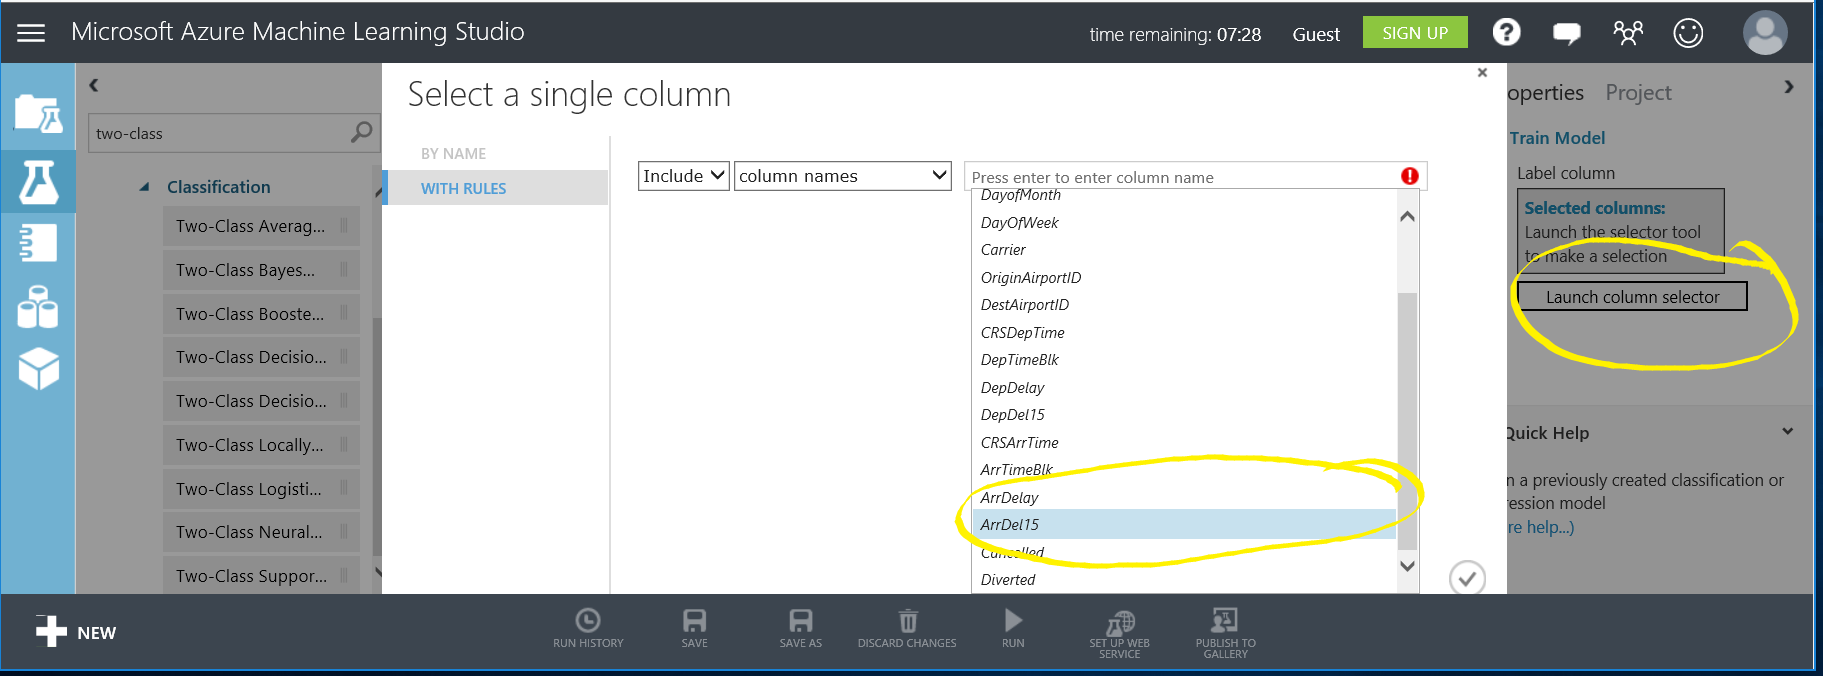 Microsoft Azure Machine Learning Studio
time remaining: 07:28 Guest SIGN UP
two-class
Classification
Two-Class Averag...
Two-Class Bayes...
Two-Class Booste...
Two-Class Decisio...
Two-Class Decisio...
Two-Class Locally...
Two-Class Logisti...
Two-Class Neural...
Two-Class Suppor...
Select a single column
BY NAME
WITH RULES
Include column names Press enter to enter column name
DayofMonth
DayOfWeek
Carrier
OriginAirportID
DestAirportID
CRSDepTime
DepTimeBlk
DepDelay
DepDel15
CRSArrTime
ArrTimeBlk
ArrDelay
ArrDel15
Cancelled
Diverted
operties Project
Train Model
Label column
Selected columns:
Launch the selector tool
to make a selection
Launch column selector
Quick Help
n a previously created classification or
ression model
re help...)
NEW
RUN HISTORY
SAVE
SAVE AS
DISCARD CHANGES
RUN
SET UP WEB
SERVICE
PUBLISH TO
GALLERY